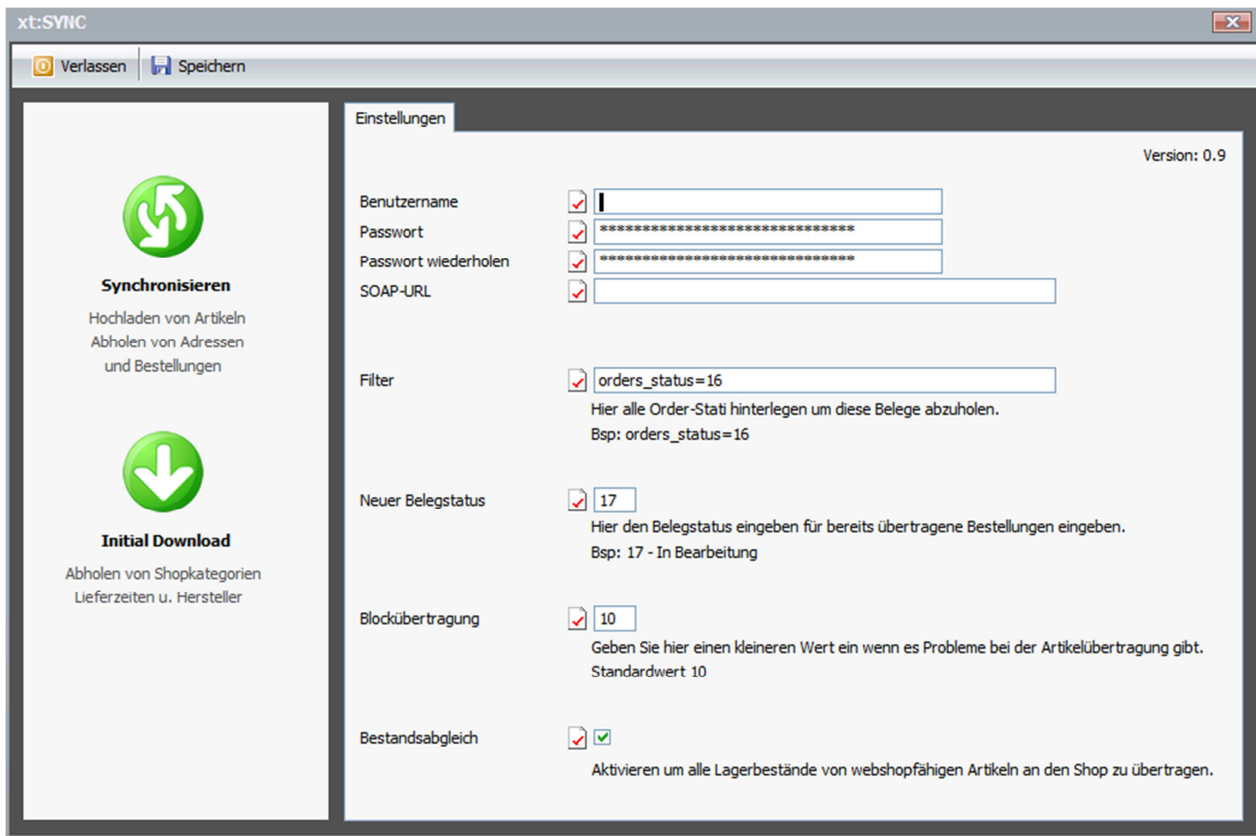 xt:SYNC
Verlassen
Speichern
Synchronisieren
Hochladen von Artikeln
Abholen von Adressen
und Bestellungen
Initial Download
Abholen von Shopkategorien
Lieferzeiten u. Hersteller
Einstellungen
Version: 0.9
Benutzername
Passwort ******************************
Passwort wiederholen ******************************
SOAP-URL
Filter orders_status=16
Hier alle Order-Stati hinterlegen um diese Belege abzuholen.
Bsp: orders_status=16
Neuer Belegstatus 17
Hier den Belegstatus eingeben für bereits übertragene Bestellungen eingeben.
Bsp: 17 - In Bearbeitung
Blockübertragung 10
Geben Sie hier einen kleineren Wert ein wenn es Probleme bei der Artikelübertragung gibt.
Standardwert 10
Bestandsabgleich
Aktivieren um alle Lagerbestände von webshopfähigen Artikeln an den Shop zu übertragen.